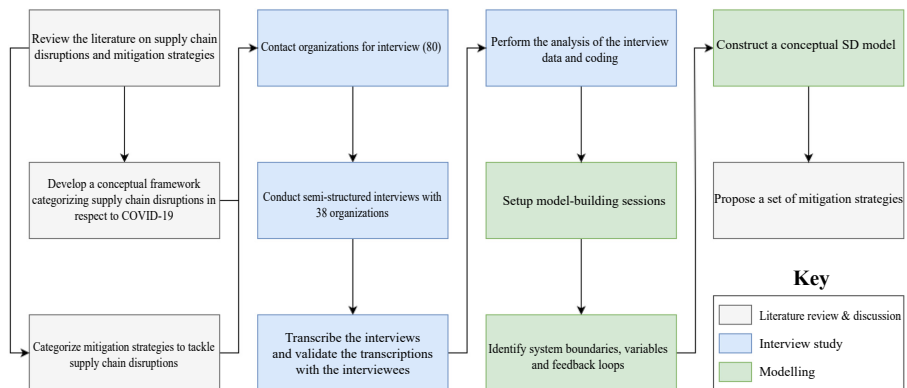 Review the literature on supply chain
disruptions and mitigation strategies
Develop a conceptual framework
categorizing supply chain disruptions in
respect to COVID-19
Categorize mitigation strategies to tackle
supply chain disruptions
Contact organizations for interview (80)
Conduct semi-structured interviews with
38 organizations
Transcribe the interviews
and validate the transcriptions
with the interviewees
Perform the analysis of the interview
data and coding
Setup model-building sessions
Identify system boundaries, variables
and feedback loops
Construct a conceptual SD model
Propose a set of mitigation strategies
Key
Literature review & discussion
Interview study
Modelling